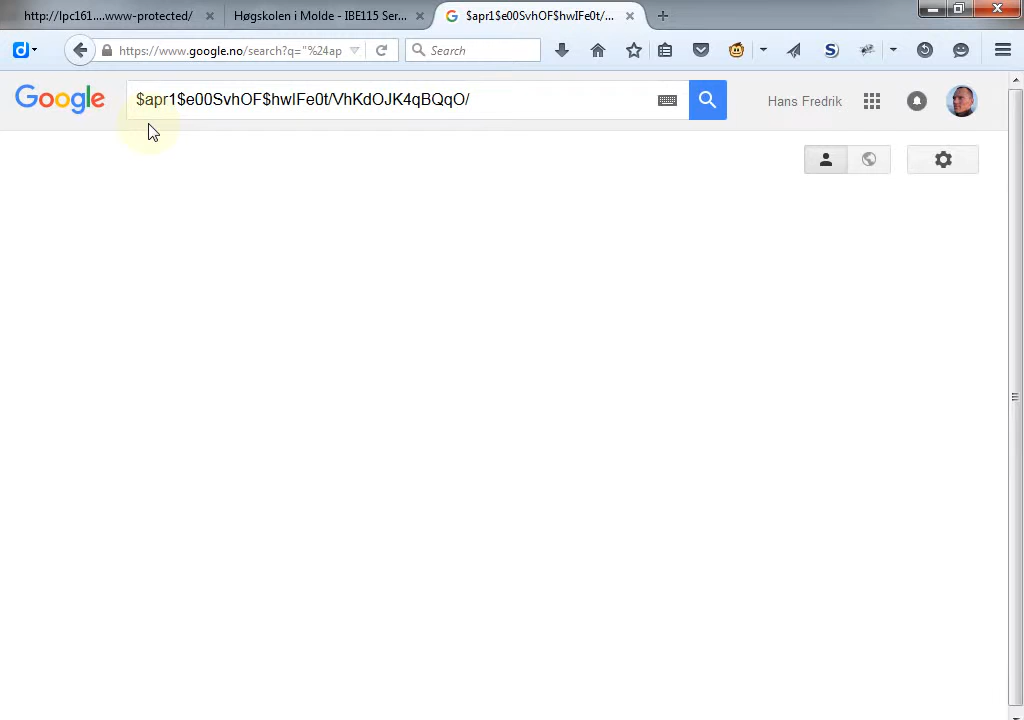 http://lpc161....www-protected/
Høgskolen i Molde - IBE115 Ser...
$apr1$e00SvhOF$hwIFe0t/...
https://www.google.no/search?q="%24ap
Search
Google
$apr1$e00SvhOF$hwIFe0t/VhKdOJK4qBQqO/
Hans Fredrik